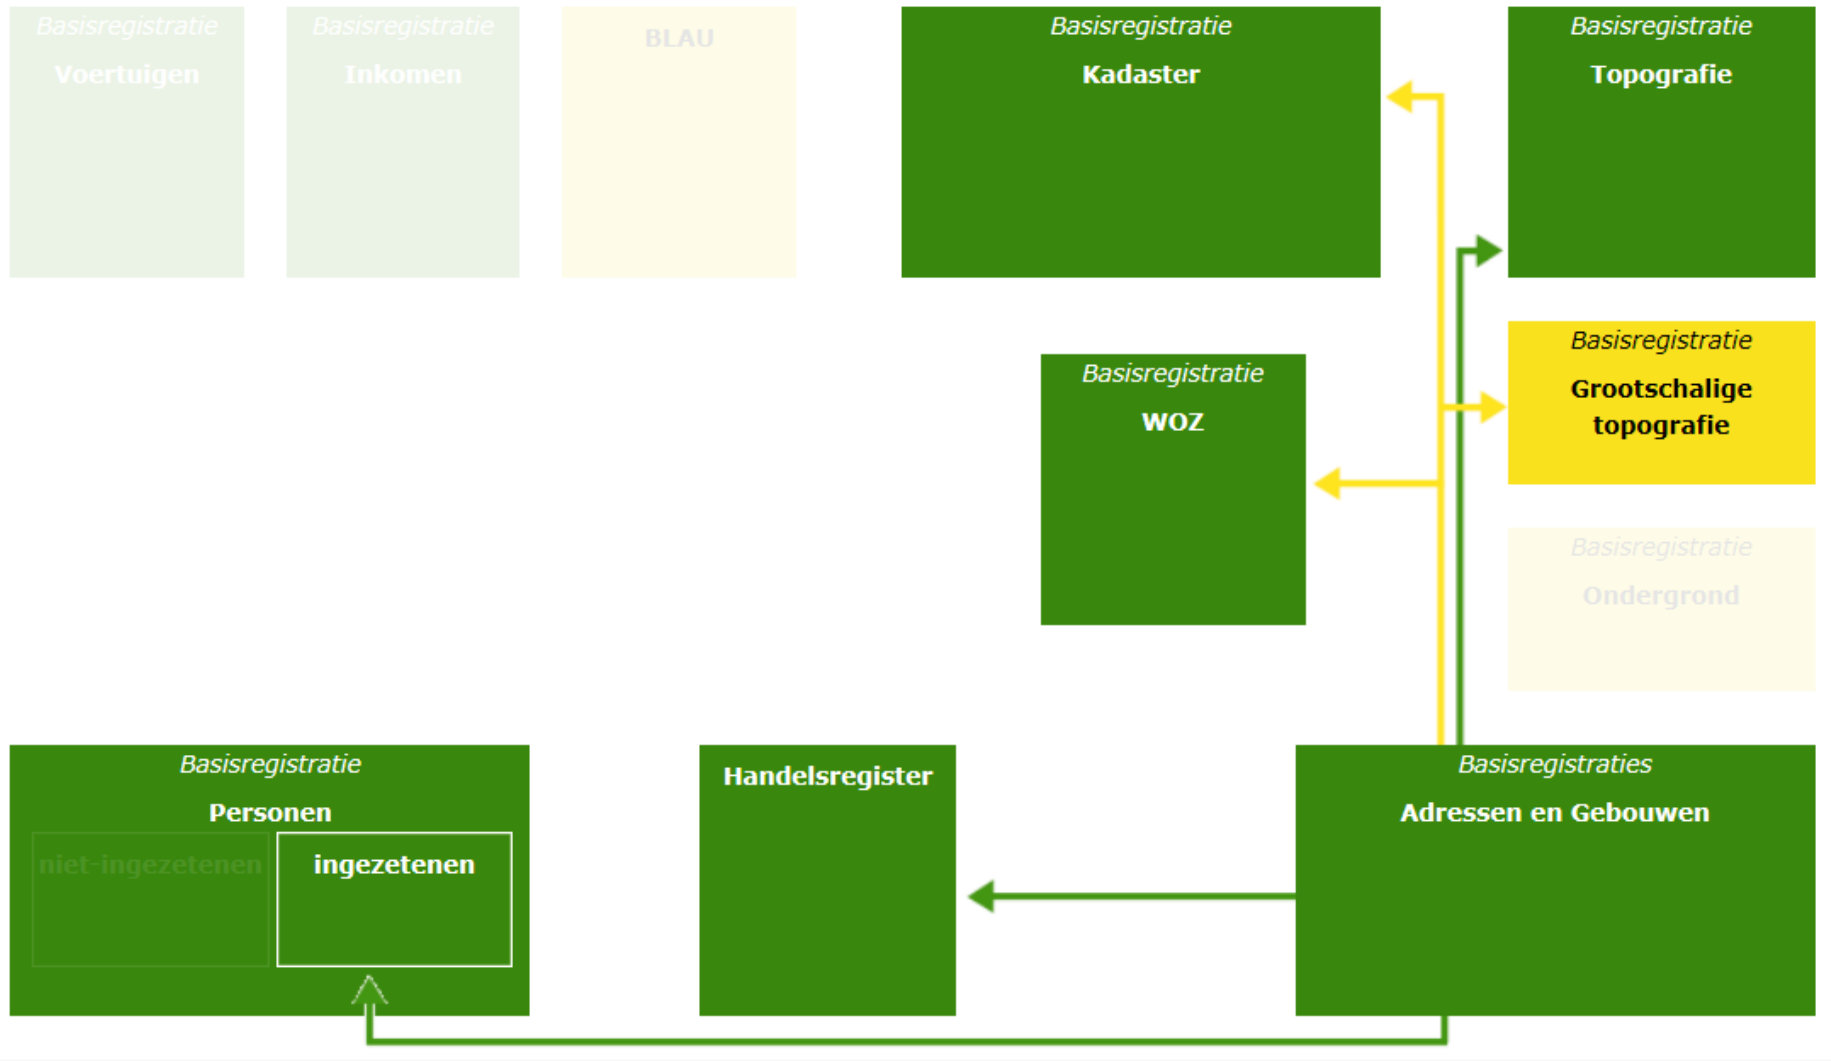 Basisregistratie
Voertuigen
Basisregistratie
Inkomen
BLAU
Basisregistratie
Kadaster
Basisregistratie
Topografie
Basisregistratie
WOZ
Basisregistratie
Grootschalige
topografie
Basisregistratie
Ondergrond
Basisregistratie
Personen
niet-ingezetenen
ingezetenen
Handelsregister
Basisregistraties
Adressen en Gebouwen